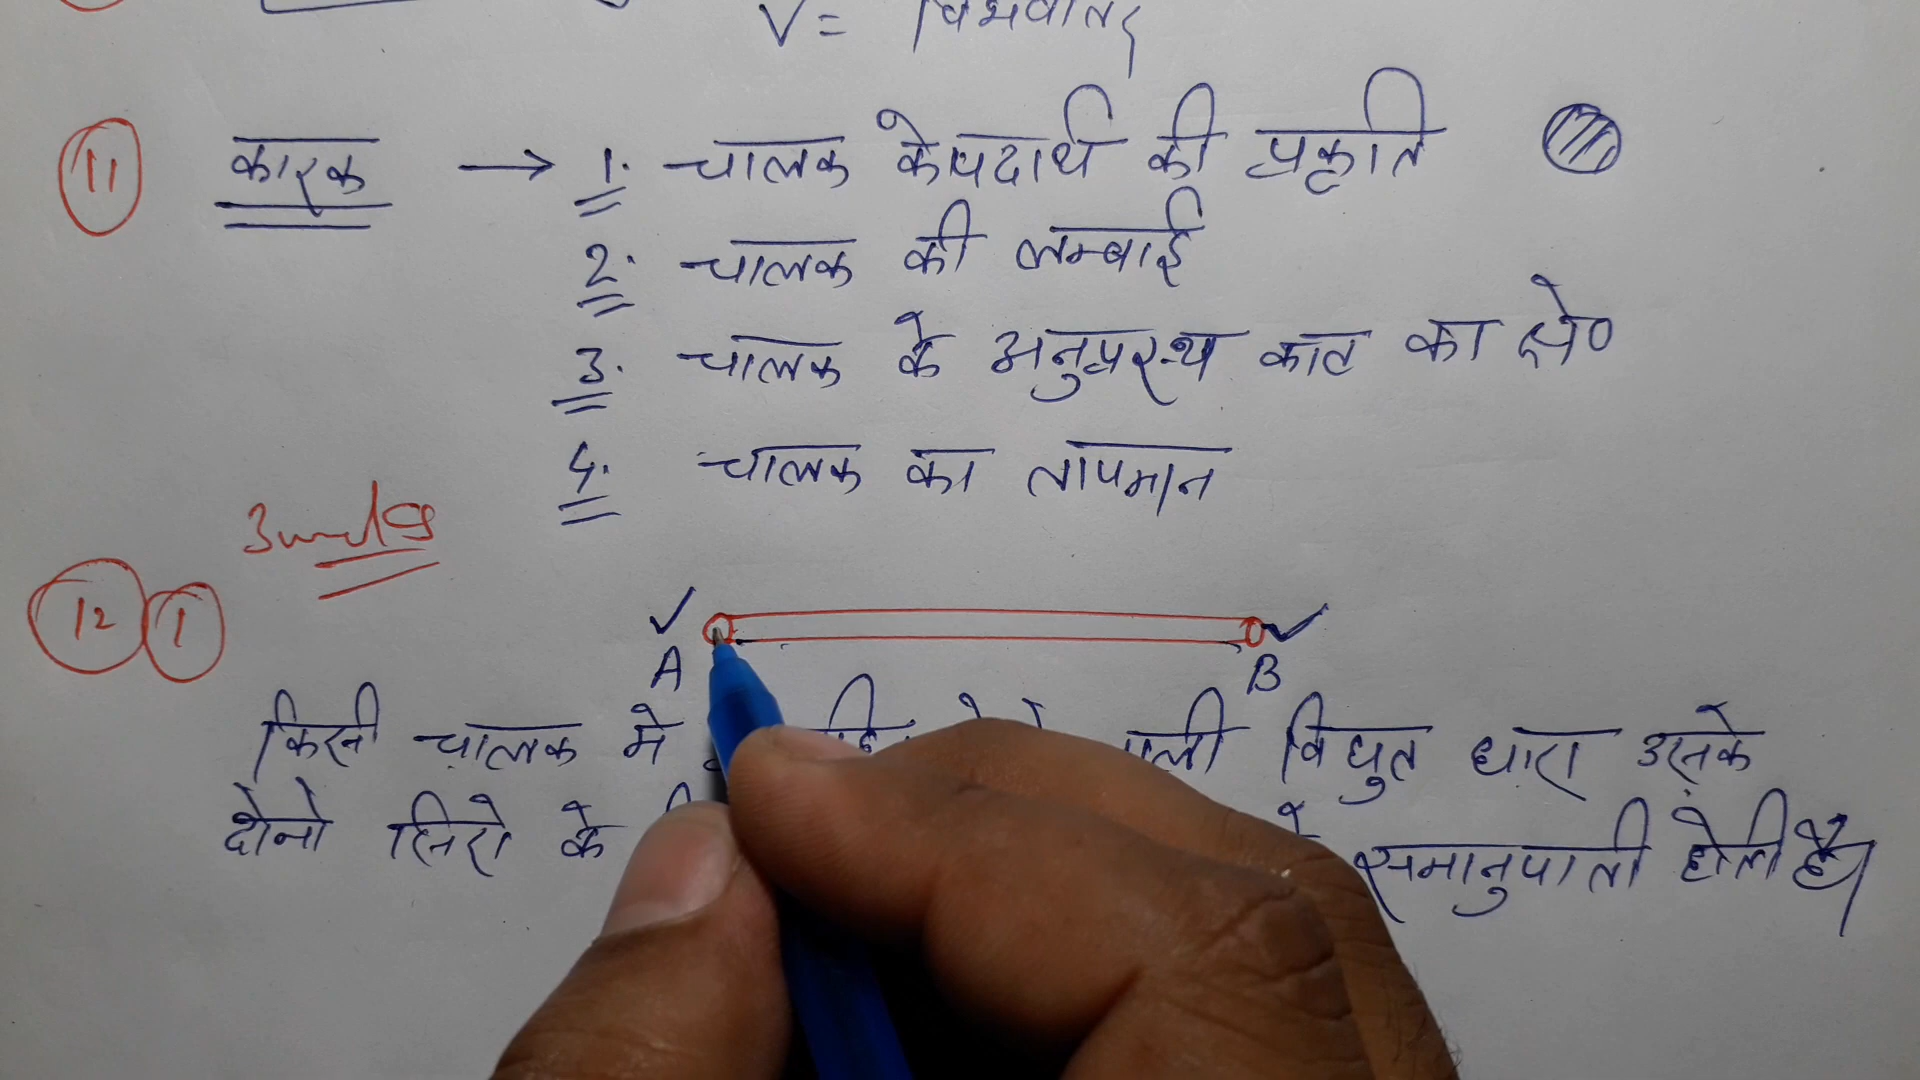 V = विभवान्तर
11 कारक → 1. चालक के पदार्थ की प्रकृति
2. चालक की लम्बाई
3. चालक के अनुप्रस्थ काट का क्षे०
4. चालक का तापमान
12 1
A B
किसी चालक मे वाली विधुत धारा उसके
दोनो सिरो के समानुपाती होती है।